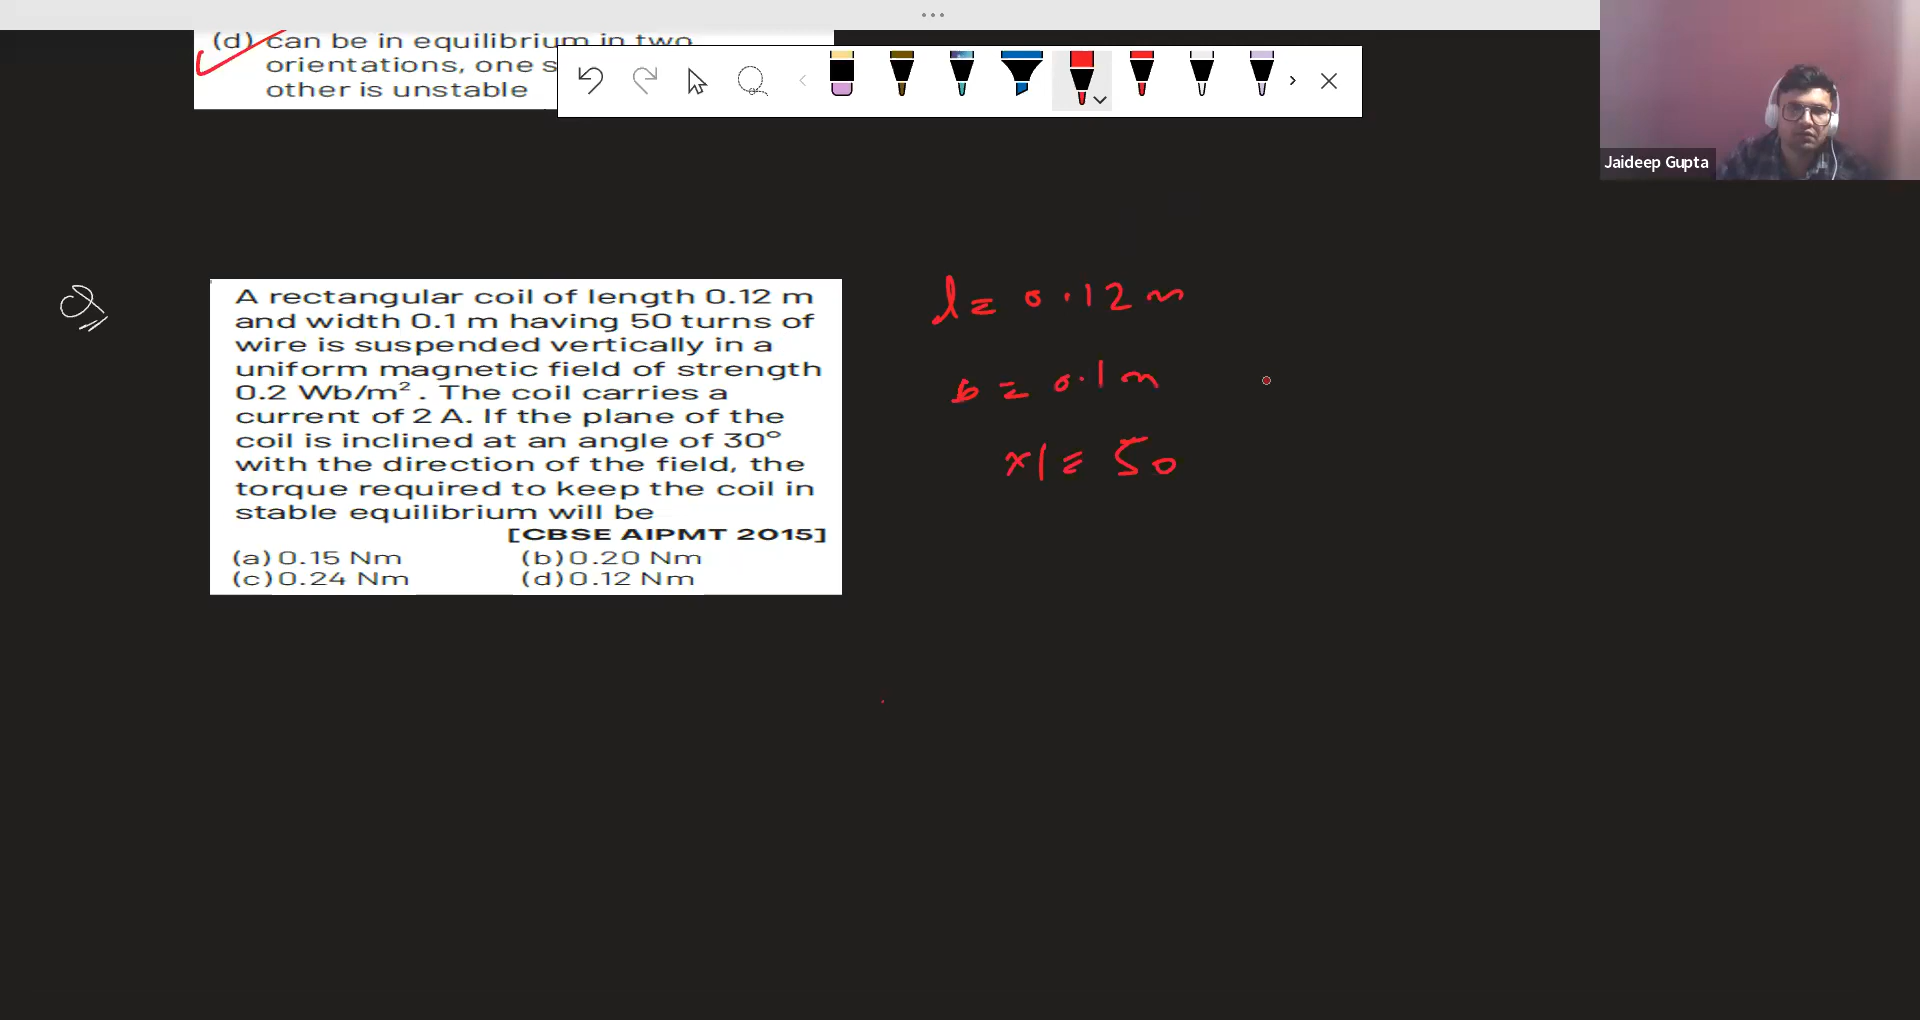 (d) can be in equilibrium in two
orientations, one s
other is unstable
Jaideep Gupta
A rectangular coil of length 0.12 m
and width 0.1 m having 50 turns of
wire is suspended vertically in a
uniform magnetic field of strength
0.2 Wb/m². The coil carries a
current of 2 A. If the plane of the
coil is inclined at an angle of 30°
with the direction of the field, the
torque required to keep the coil in
stable equilibrium will be
[CBSE AIPMT 2015]
(a) 0.15 Nm (b) 0.20 Nm
(c) 0.24 Nm (d) 0.12 Nm
l = 0.12 m
b = 0.1 m
= 50